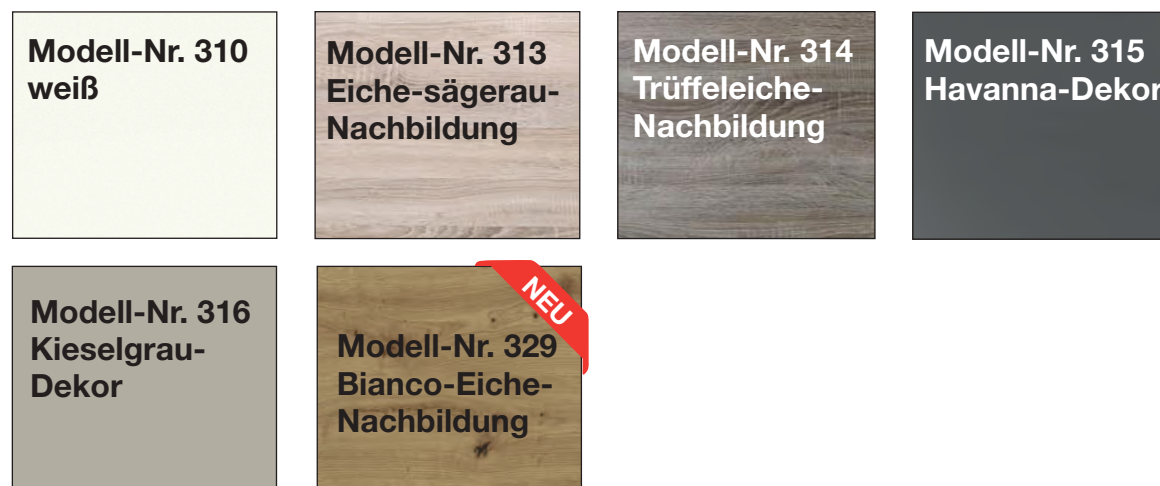 Modell-Nr. 310
weiß
Modell-Nr. 313
Eiche-sägerau-
Nachbildung
Modell-Nr. 314
Trüffeleiche-
Nachbildung
Modell-Nr. 315
Havanna-Dekor
Modell-Nr. 316
Kieselgrau-
Dekor
NEU
Modell-Nr. 329
Bianco-Eiche-
Nachbildung